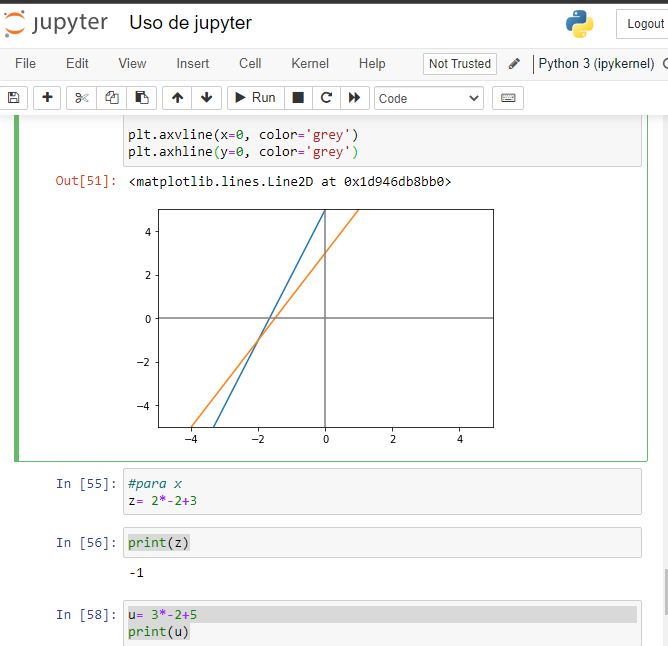 jupyter Uso de jupyter
Logout
File Edit View Insert Cell Kernel Help Not Trusted Python 3 (ipykernel)
Run Code
plt.axvline(x=0, color='grey')
plt.axhline(y=0, color='grey')
Out[51]: <matplotlib.lines.Line2D at 0x1d946db8bb0>
4
2
0
−2
−4
−4 −2 0 2 4
In [55]: #para x
z= 2*-2+3
In [56]: print(z)
-1
In [58]: u= 3*-2+5
print(u)